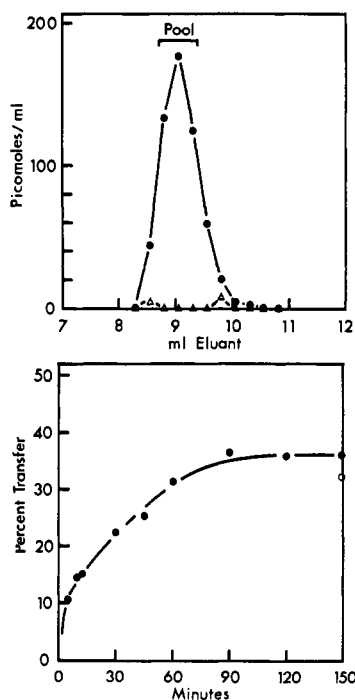 Pool
200
100
0
Picomoles/ml
7 8 9 10 11 12
ml Eluant
50
40
30
20
10
0
Percent Transfer
0 30 60 90 120 150
Minutes